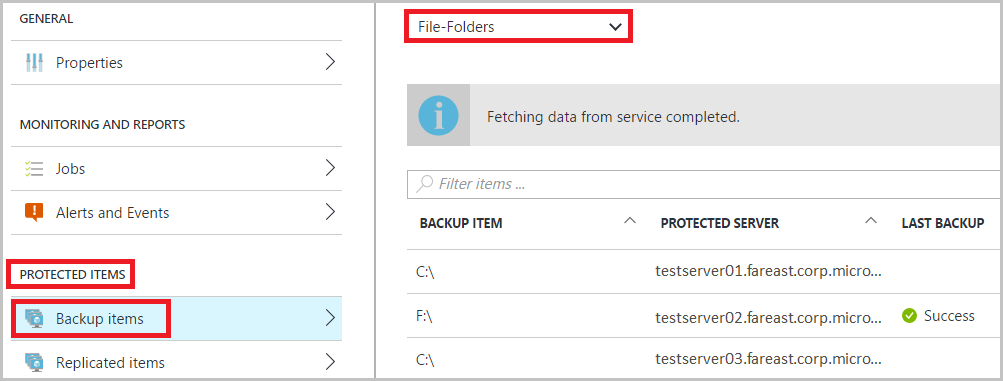 GENERAL
Properties
MONITORING AND REPORTS
Jobs
Alerts and Events
PROTECTED ITEMS
Backup items
Replicated items
File-Folders
Fetching data from service completed.
Filter items ...
BACKUP ITEM PROTECTED SERVER LAST BACKUP
C:\ testserver01.fareast.corp.micro...
F:\ testserver02.fareast.corp.micro... Success
C:\ testserver03.fareast.corp.micro...